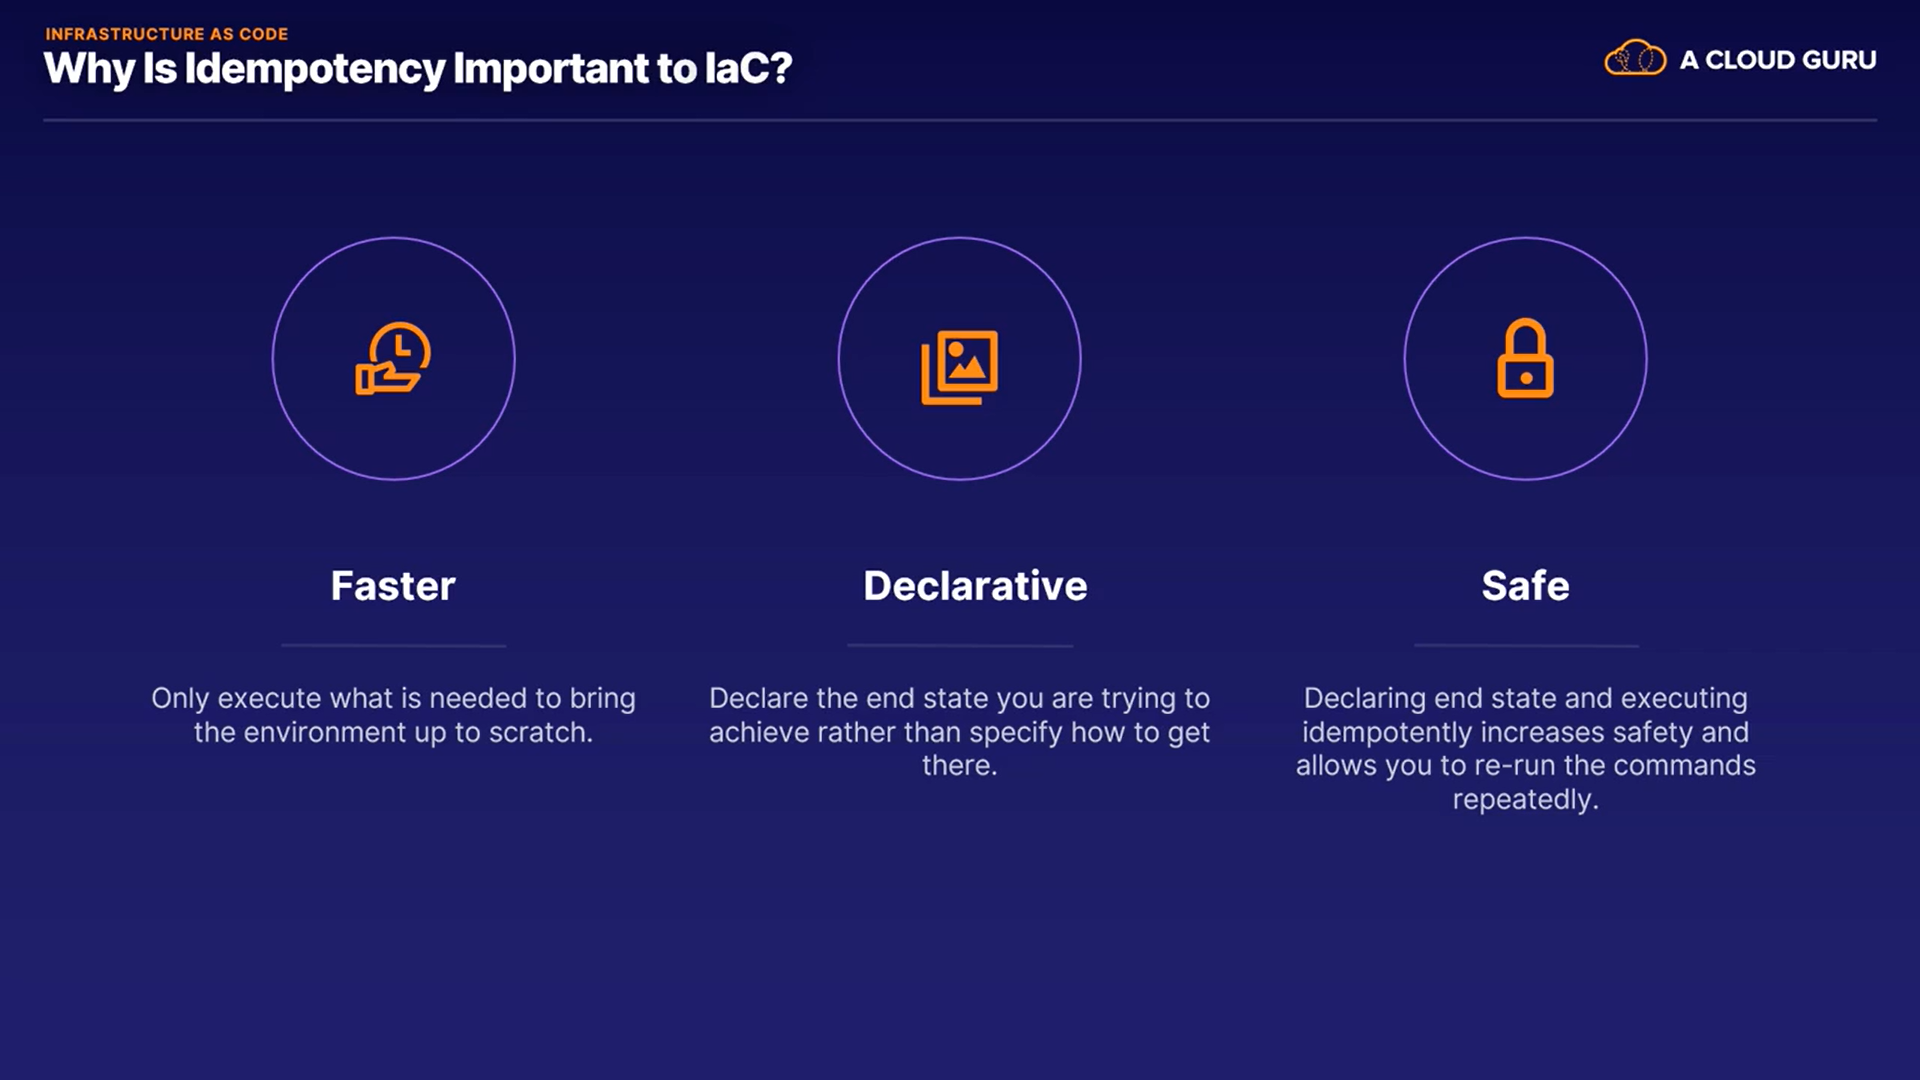 INFRASTRUCTURE AS CODE
Why Is Idempotency Important to IaC?
A CLOUD GURU
Faster
Only execute what is needed to bring
the environment up to scratch.
Declarative
Declare the end state you are trying to
achieve rather than specify how to get
there.
Safe
Declaring end state and executing
idempotently increases safety and
allows you to re-run the commands
repeatedly.